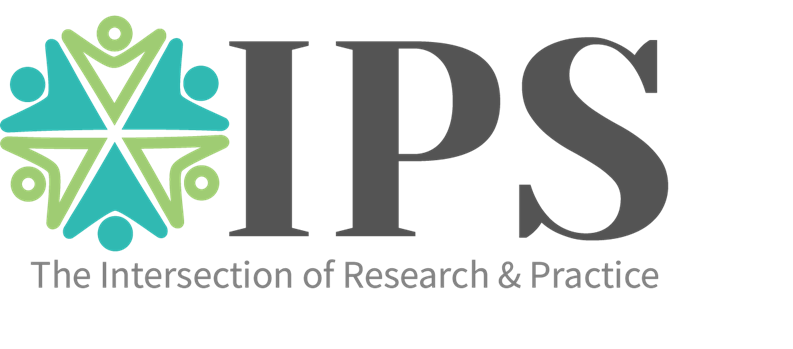 IPS
The Intersection of Research & Practice